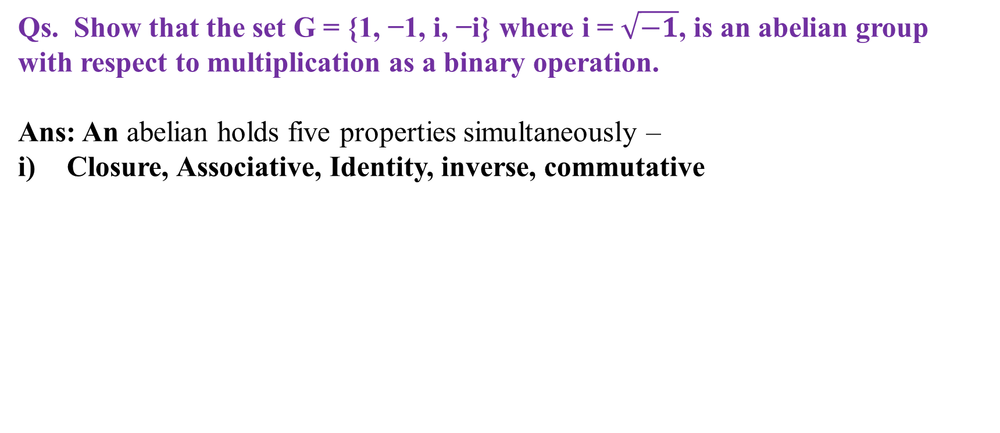 Qs. Show that the set G = {1, −1, i, −i} where i = √−1, is an abelian group
with respect to multiplication as a binary operation.
Ans: An abelian holds five properties simultaneously –
i) Closure, Associative, Identity, inverse, commutative